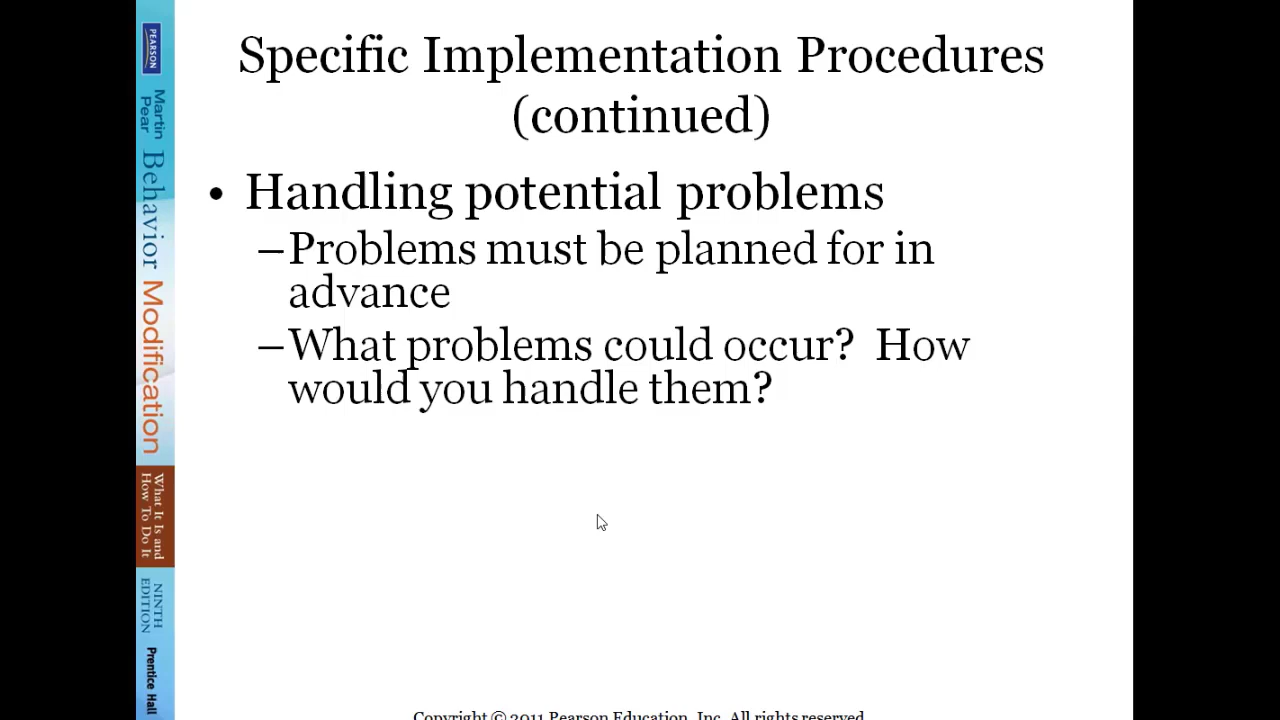 Specific Implementation Procedures
(continued)
• Handling potential problems
–Problems must be planned for in
advance
–What problems could occur?  How
would you handle them?
PEARSON
Martin
Pear
Behavior Modification
What It Is and
How To Do It
NINTH
EDITION
Prentice Hall
Copyright © 2011 Pearson Education, Inc. All rights reserved